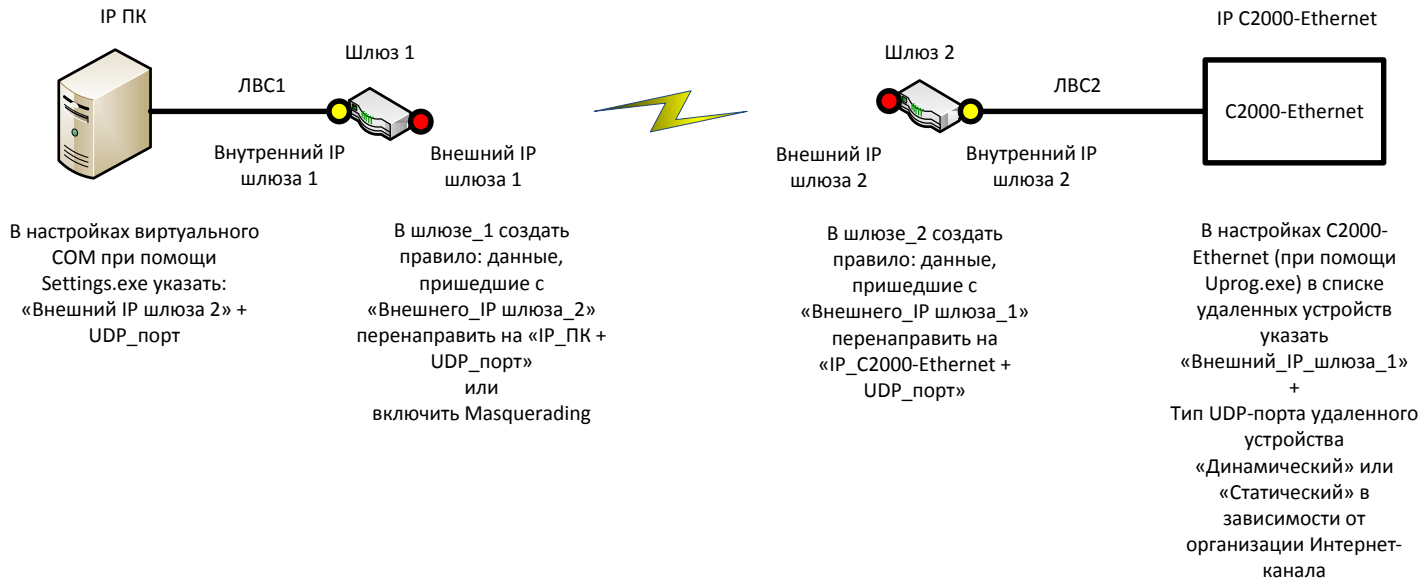 IP ПК
IP С2000-Ethernet
Шлюз 1
Шлюз 2
ЛВС1
ЛВС2
С2000-Ethernet
Внутренний IP
шлюза 1
Внешний IP
шлюза 1
Внешний IP
шлюза 2
Внутренний IP
шлюза 2
В настройках виртуального
COM при помощи
Settings.exe указать:
«Внешний IP шлюза 2» +
UDP_порт
В шлюзе_1 создать
правило: данные,
пришедшие с
«Внешнего_IP шлюза_2»
перенаправить на «IP_ПК +
UDP_порт»
или
включить Masquerading
В шлюзе_2 создать
правило: данные,
пришедшие с
«Внешнего_IP шлюза_1»
перенаправить на
«IP_С2000-Ethernet +
UDP_порт»
В настройках С2000-
Ethernet (при помощи
Uprog.exe) в списке
удаленных устройств
указать
«Внешний_IP_шлюза_1»
+
Тип UDP-порта удаленного
устройства
«Динамический» или
«Статический» в
зависимости от
организации Интернет-
канала